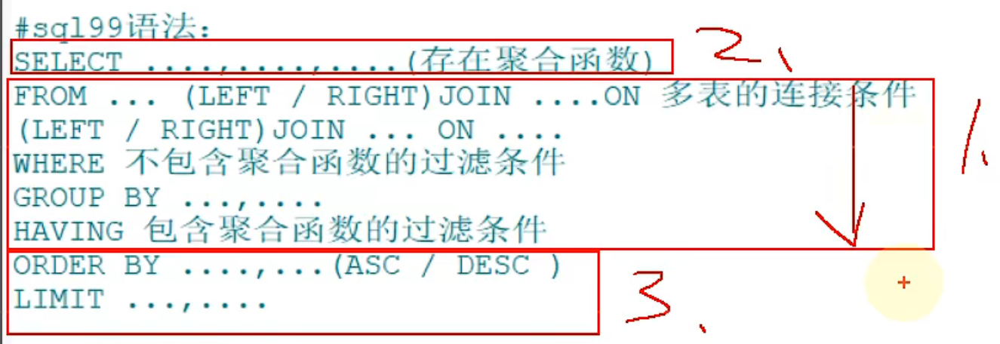 #sql99语法：
SELECT ....,....,....(存在聚合函数)
2、
FROM ... (LEFT / RIGHT)JOIN ....ON 多表的连接条件
(LEFT / RIGHT)JOIN ... ON ....
1、
WHERE 不包含聚合函数的过滤条件
GROUP BY ...,....
HAVING 包含聚合函数的过滤条件
ORDER BY ....,...(ASC / DESC )
3、
LIMIT ...,....